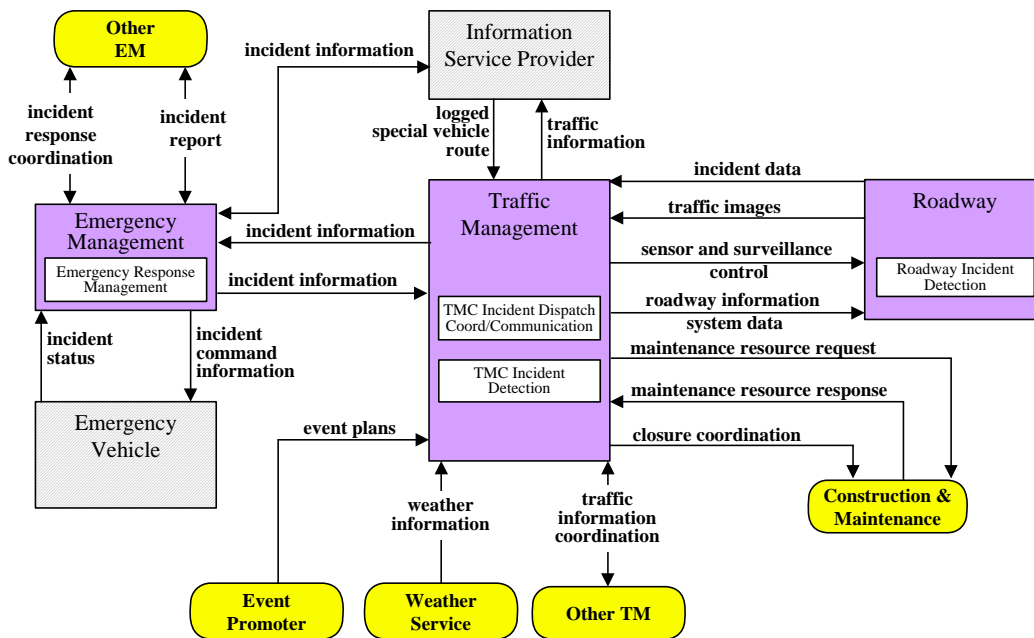 Other
EM
incident information
Information
Service Provider
incident
response
coordination
incident
report
logged
special vehicle
route
traffic
information
Emergency
Management
Emergency Response
Management
incident information
incident information
Traffic
Management
TMC Incident Dispatch
Coord/Communication
TMC Incident
Detection
incident data
traffic images
sensor and surveillance
control
roadway information
system data
Roadway
Roadway Incident
Detection
incident
status
incident
command
information
maintenance resource request
maintenance resource response
closure coordination
Emergency
Vehicle
event plans
weather
information
traffic
information
coordination
Construction &
Maintenance
Event
Promoter
Weather
Service
Other TM